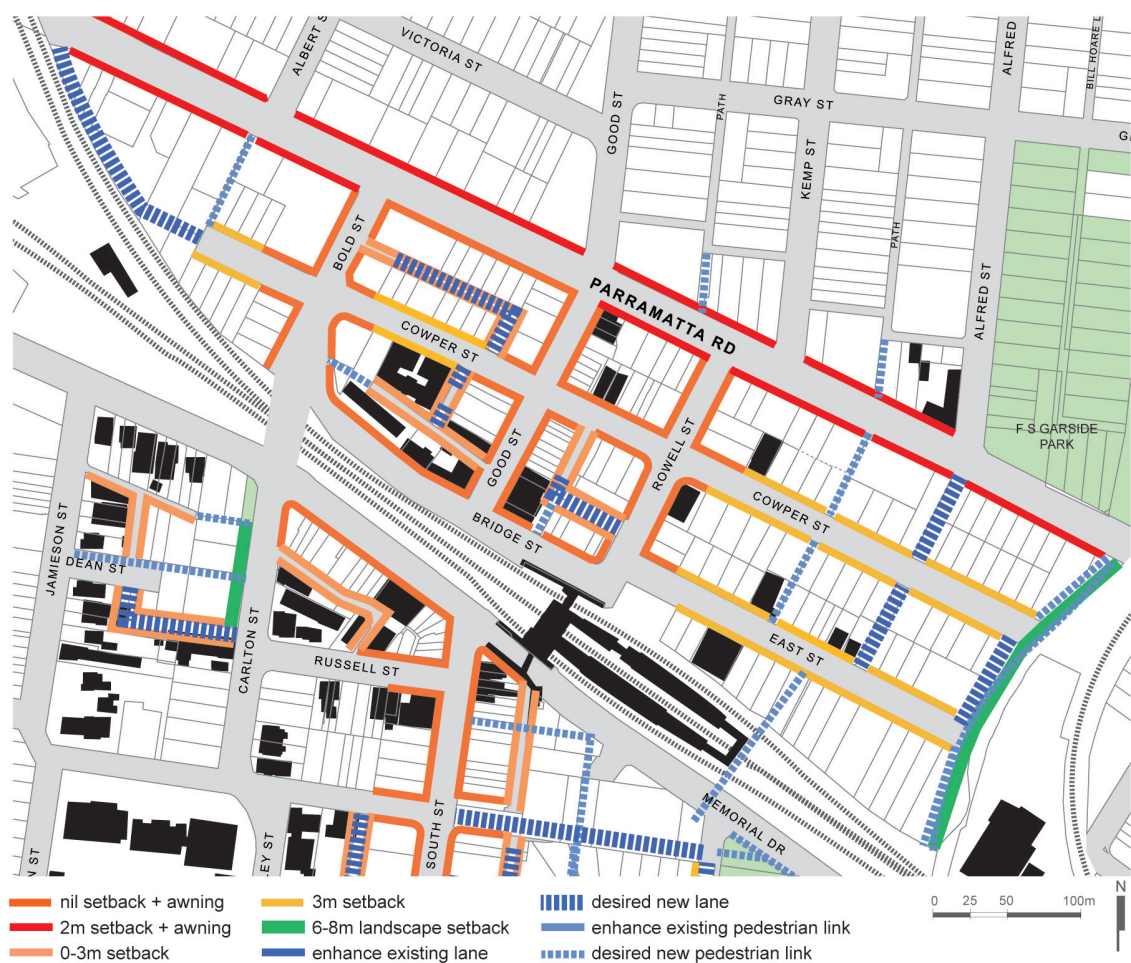 ALBERT S
VICTORIA ST
GOOD ST
PATH
GRAY ST
KEMP ST
ALFRED
BILL HOARE L
G
PATH
ALFRED ST
BOLD ST
PARRAMATTA RD
COWPER ST
F S GARSIDE
PARK
GOOD ST
ROWELL ST
COWPER ST
BRIDGE ST
JAMIESON ST
DEAN ST
EAST ST
CARLTON ST
RUSSELL ST
MEMORIAL DR
SOUTH ST
N ST
LEY ST
nil setback + awning
2m setback + awning
0-3m setback
3m setback
6-8m landscape setback
enhance existing lane
desired new lane
enhance existing pedestrian link
desired new pedestrian link
0 25 50 100m
N